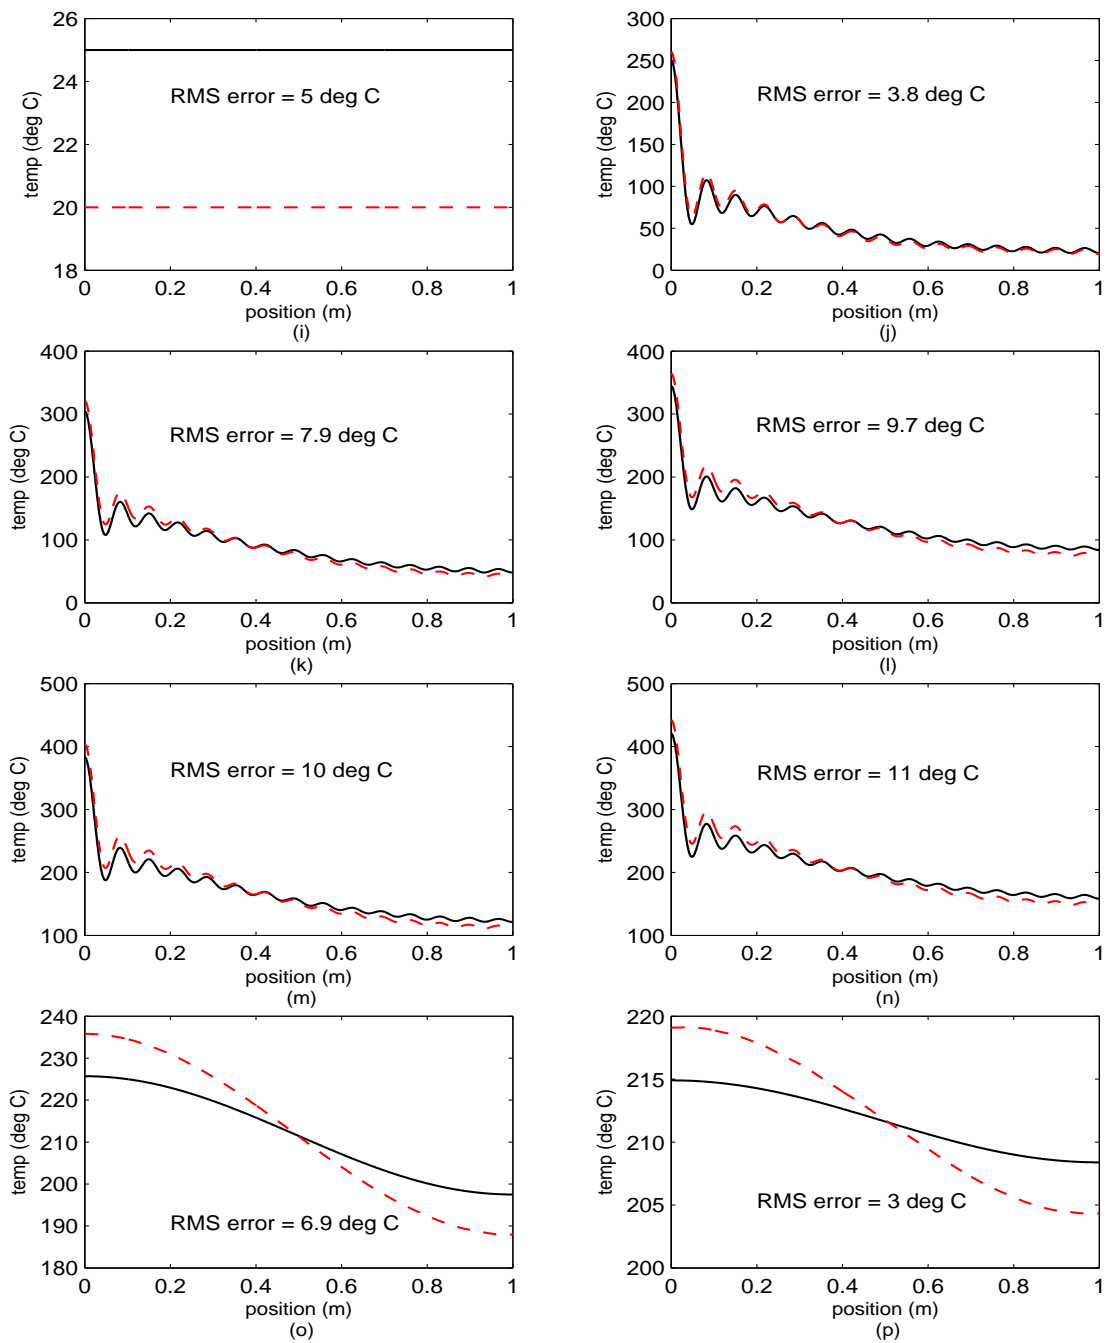 26
24
22
20
18
temp (deg C)
RMS error = 5 deg C
0 0.2 0.4 0.6 0.8 1
position (m)
(i)
300
250
200
150
100
50
0
temp (deg C)
RMS error = 3.8 deg C
0 0.2 0.4 0.6 0.8 1
position (m)
(j)
400
300
200
100
0
temp (deg C)
RMS error = 7.9 deg C
0 0.2 0.4 0.6 0.8 1
position (m)
(k)
400
300
200
100
0
temp (deg C)
RMS error = 9.7 deg C
0 0.2 0.4 0.6 0.8 1
position (m)
(l)
500
400
300
200
100
temp (deg C)
RMS error = 10 deg C
0 0.2 0.4 0.6 0.8 1
position (m)
(m)
500
400
300
200
100
temp (deg C)
RMS error = 11 deg C
0 0.2 0.4 0.6 0.8 1
position (m)
(n)
240
230
220
210
200
190
180
temp (deg C)
RMS error = 6.9 deg C
0 0.2 0.4 0.6 0.8 1
position (m)
(o)
220
215
210
205
200
temp (deg C)
RMS error = 3 deg C
0 0.2 0.4 0.6 0.8 1
position (m)
(p)